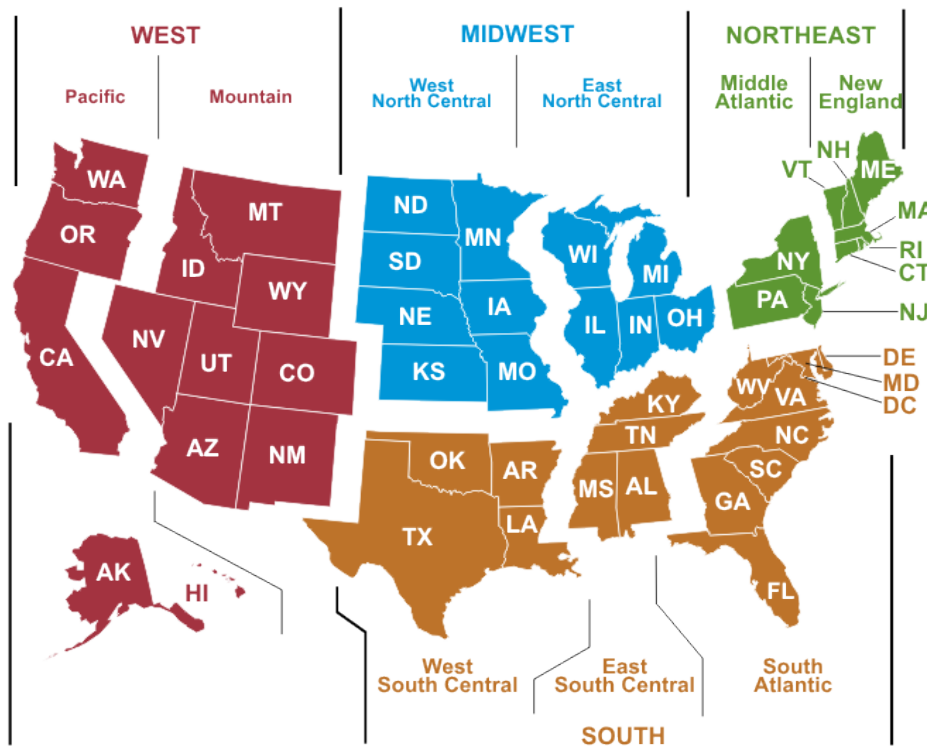 WEST
MIDWEST
NORTHEAST
Pacific
Mountain
West
North Central
East
North Central
Middle
Atlantic
New
England
WA
OR
CA
MT
ID
WY
NV
UT
CO
AZ
NM
AK
HI
ND
SD
NE
KS
MN
IA
MO
WI
MI
IL
IN
OH
NH
VT
ME
MA
RI
CT
NY
PA
NJ
DE
MD
DC
WV
VA
KY
TN
NC
SC
OK
AR
MS
AL
GA
TX
LA
FL
West
South Central
East
South Central
South
Atlantic
SOUTH